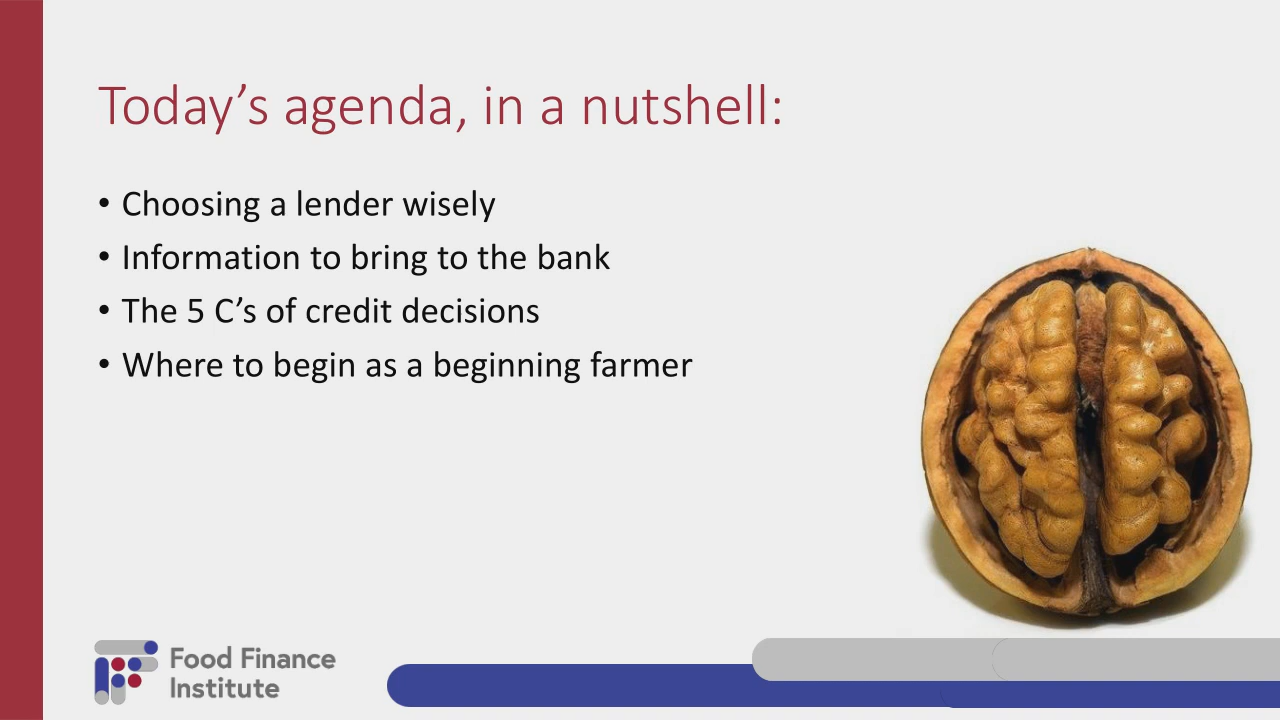 Today’s agenda, in a nutshell:
• Choosing a lender wisely
• Information to bring to the bank
• The 5 C’s of credit decisions
• Where to begin as a beginning farmer
Food Finance
Institute